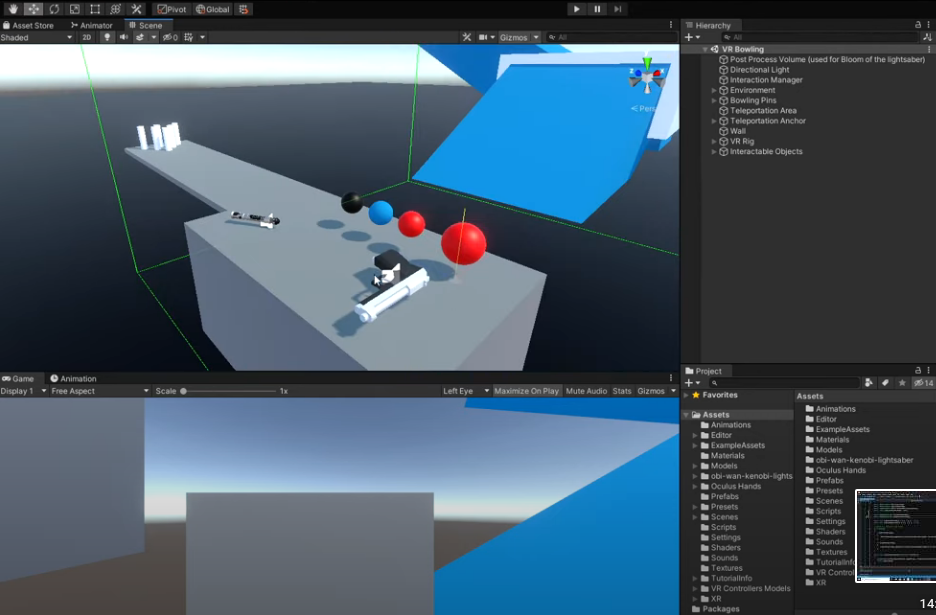 Pivot Global
Asset Store Animator Scene
Shaded 2D 0 Gizmos All
Persp
Game Animation
Display 1 Free Aspect Scale 1x Left Eye Maximize On Play Mute Audio Stats Gizmos
Hierarchy
All
VR Bowling
Post Process Volume (used for Bloom of the lightsaber)
Directional Light
Interaction Manager
Environment
Bowling Pins
Teleportation Area
Teleportation Anchor
Wall
VR Rig
Interactable Objects
Project
14
Favorites
Assets
Animations
Editor
ExampleAssets
Materials
Models
obi-wan-kenobi-lights
Oculus Hands
Prefabs
Presets
Scenes
Scripts
Settings
Shaders
Sounds
Textures
TutorialInfo
VR Controllers Models
XR
Packages
Assets
Animations
Editor
ExampleAssets
Materials
Models
obi-wan-kenobi-lightsaber
Oculus Hands
Prefabs
Presets
Scenes
Scripts
Settings
Shaders
Sounds
Textures
TutorialInfo
VR Contro
XR
14: